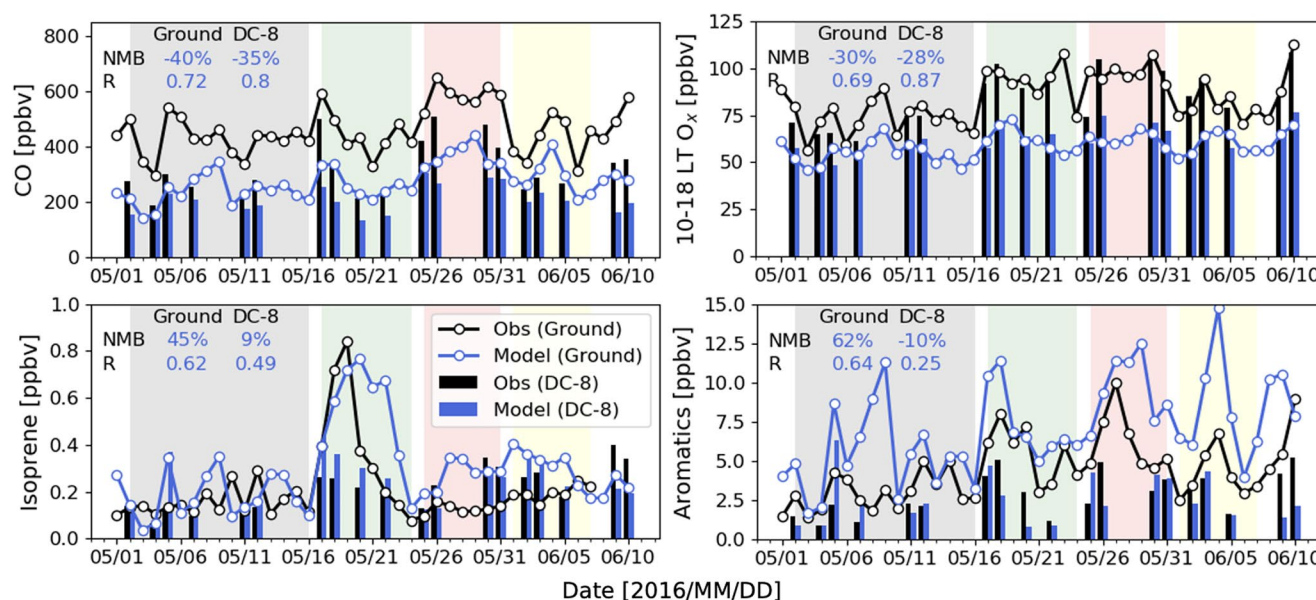 CO [ppbv]
800
600
400
200
0
Ground DC-8
NMB -40% -35%
R 0.72 0.8
05/01 05/06 05/11 05/16 05/21 05/26 05/31 06/05 06/10
10-18 LT Oₓ [ppbv]
125
100
75
50
25
0
Ground DC-8
NMB -30% -28%
R 0.69 0.87
05/01 05/06 05/11 05/16 05/21 05/26 05/31 06/05 06/10
Isoprene [ppbv]
1.0
0.8
0.6
0.4
0.2
0.0
Ground DC-8
NMB 45% 9%
R 0.62 0.49
Obs (Ground)
Model (Ground)
Obs (DC-8)
Model (DC-8)
05/01 05/06 05/11 05/16 05/21 05/26 05/31 06/05 06/10
Aromatics [ppbv]
15.0
12.5
10.0
7.5
5.0
2.5
0.0
Ground DC-8
NMB 62% -10%
R 0.64 0.25
05/01 05/06 05/11 05/16 05/21 05/26 05/31 06/05 06/10
Date [2016/MM/DD]